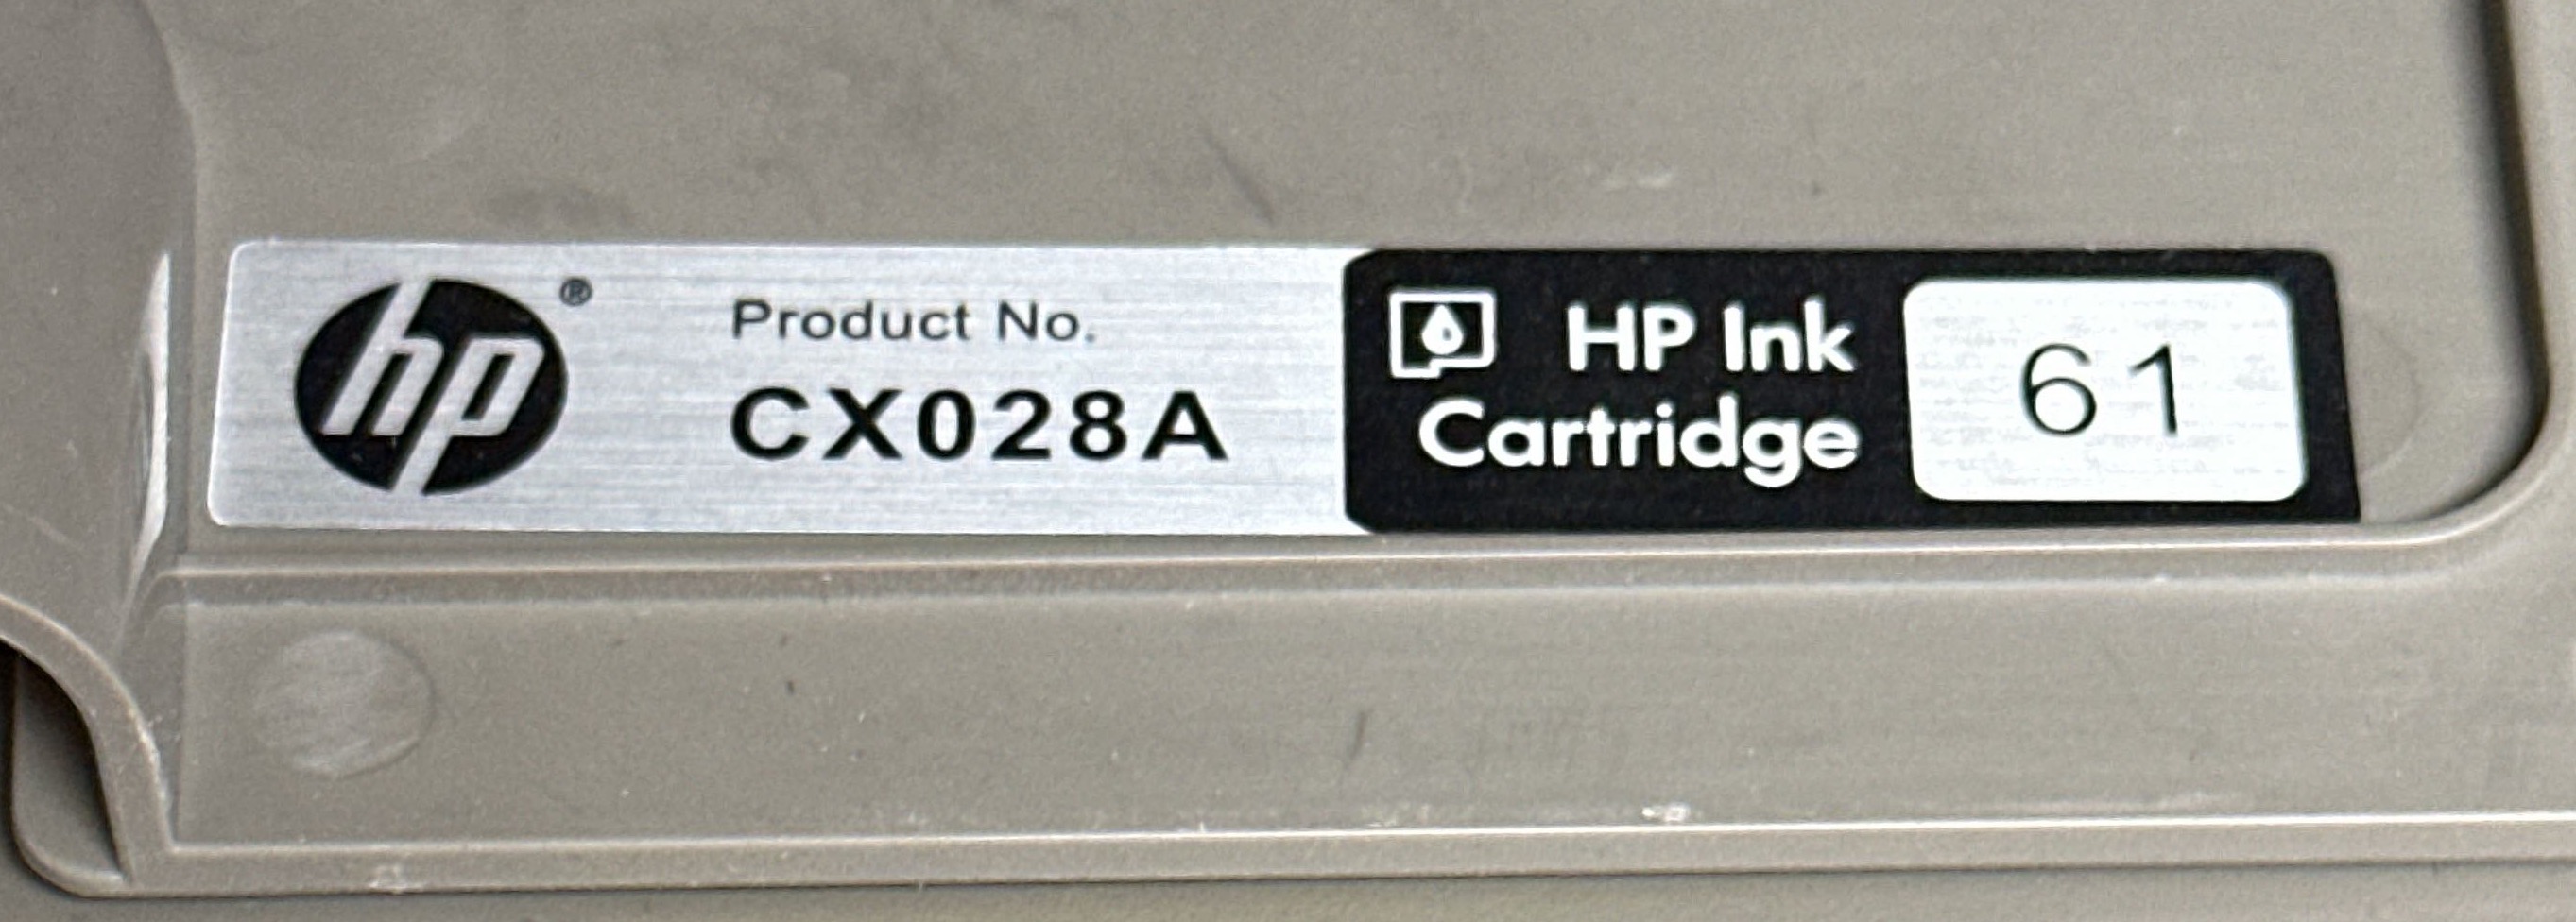 hp®
Product No.
CX028A
HP Ink
Cartridge
61